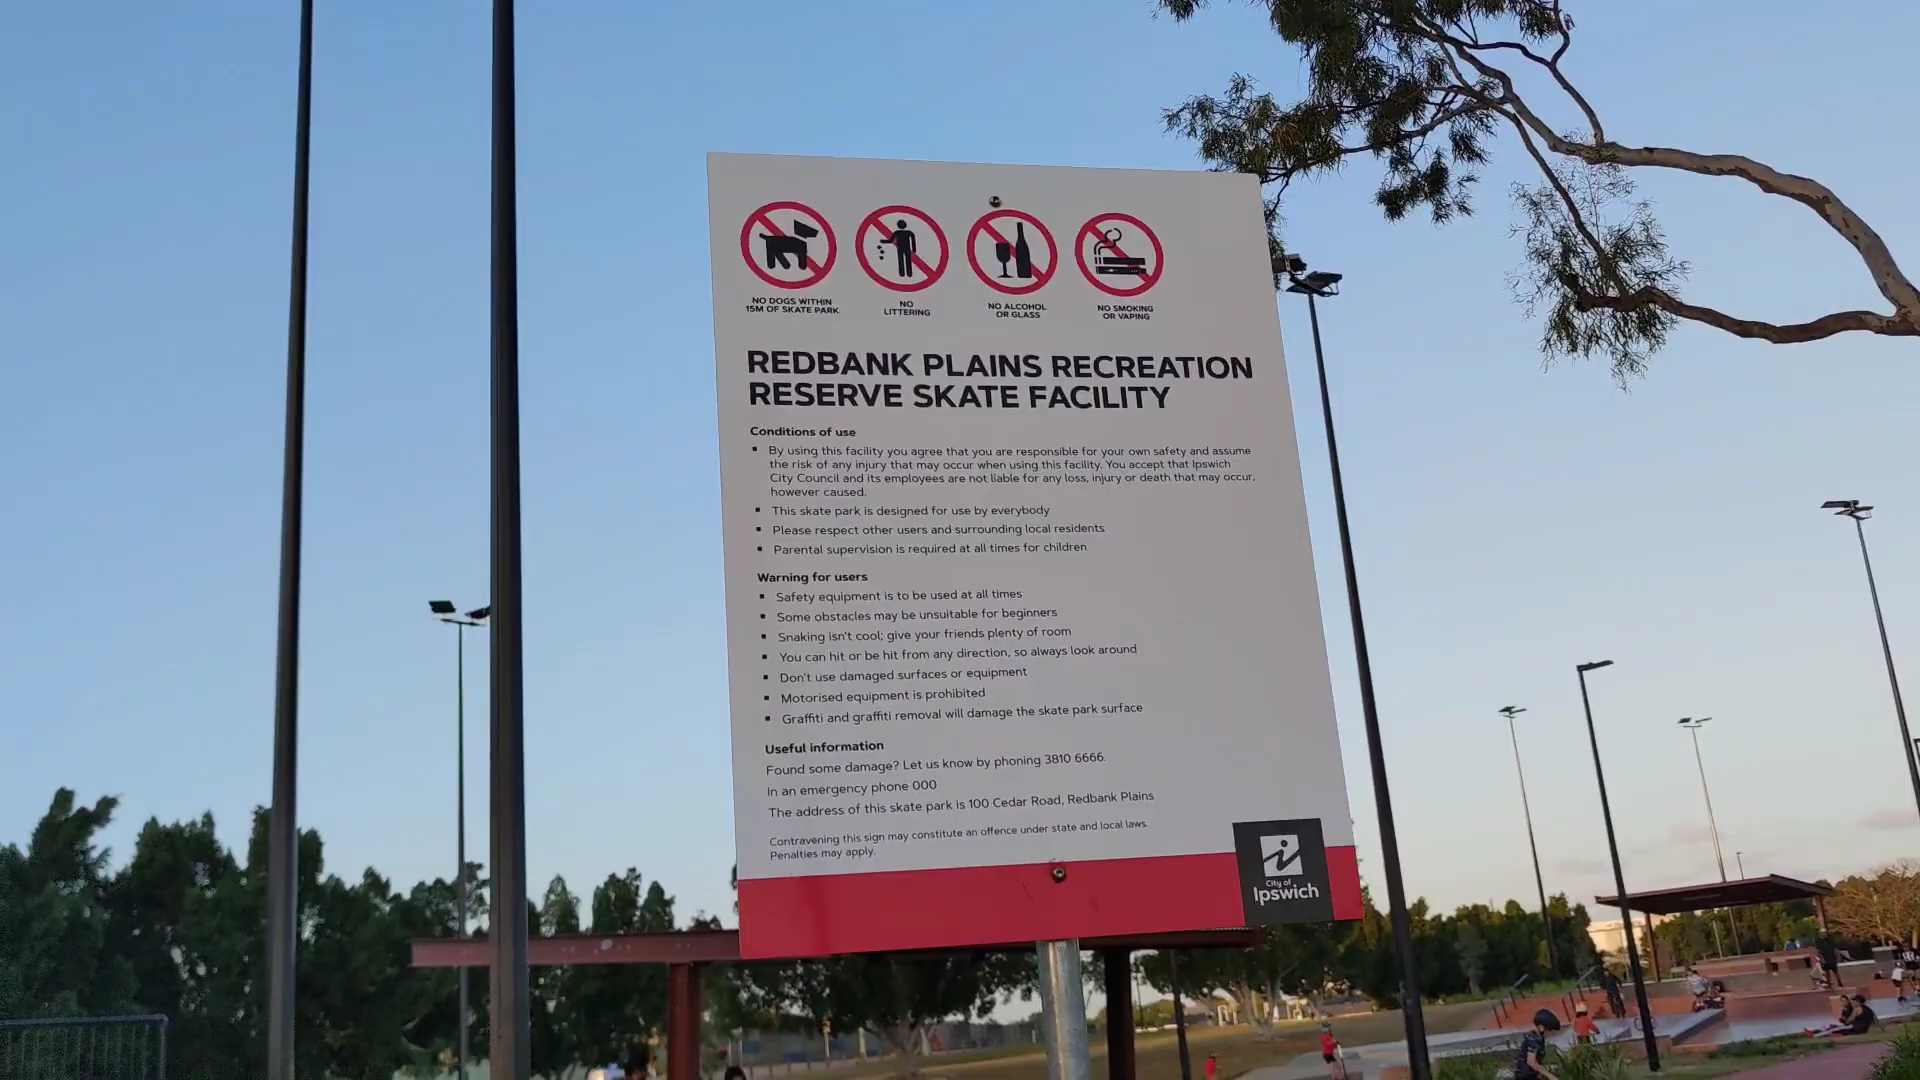 NO DOGS WITHIN
15M OF SKATE PARK
NO
LITTERING
NO ALCOHOL
OR GLASS
NO SMOKING
OR VAPING
REDBANK PLAINS RECREATION
RESERVE SKATE FACILITY
Conditions of use
▪ By using this facility you agree that you are responsible for your own safety and assume
the risk of any injury that may occur when using this facility. You accept that Ipswich
City Council and its employees are not liable for any loss, injury or death that may occur,
however caused.
▪ This skate park is designed for use by everybody
▪ Please respect other users and surrounding local residents
▪ Parental supervision is required at all times for children
Warning for users
▪ Safety equipment is to be used at all times
▪ Some obstacles may be unsuitable for beginners
▪ Snaking isn't cool; give your friends plenty of room
▪ You can hit or be hit from any direction, so always look around
▪ Don't use damaged surfaces or equipment
▪ Motorised equipment is prohibited
▪ Graffiti and graffiti removal will damage the skate park surface
Useful information
Found some damage? Let us know by phoning 3810 6666.
In an emergency phone 000
The address of this skate park is 100 Cedar Road, Redbank Plains
Contravening this sign may constitute an offence under state and local laws.
Penalties may apply.
City of
Ipswich